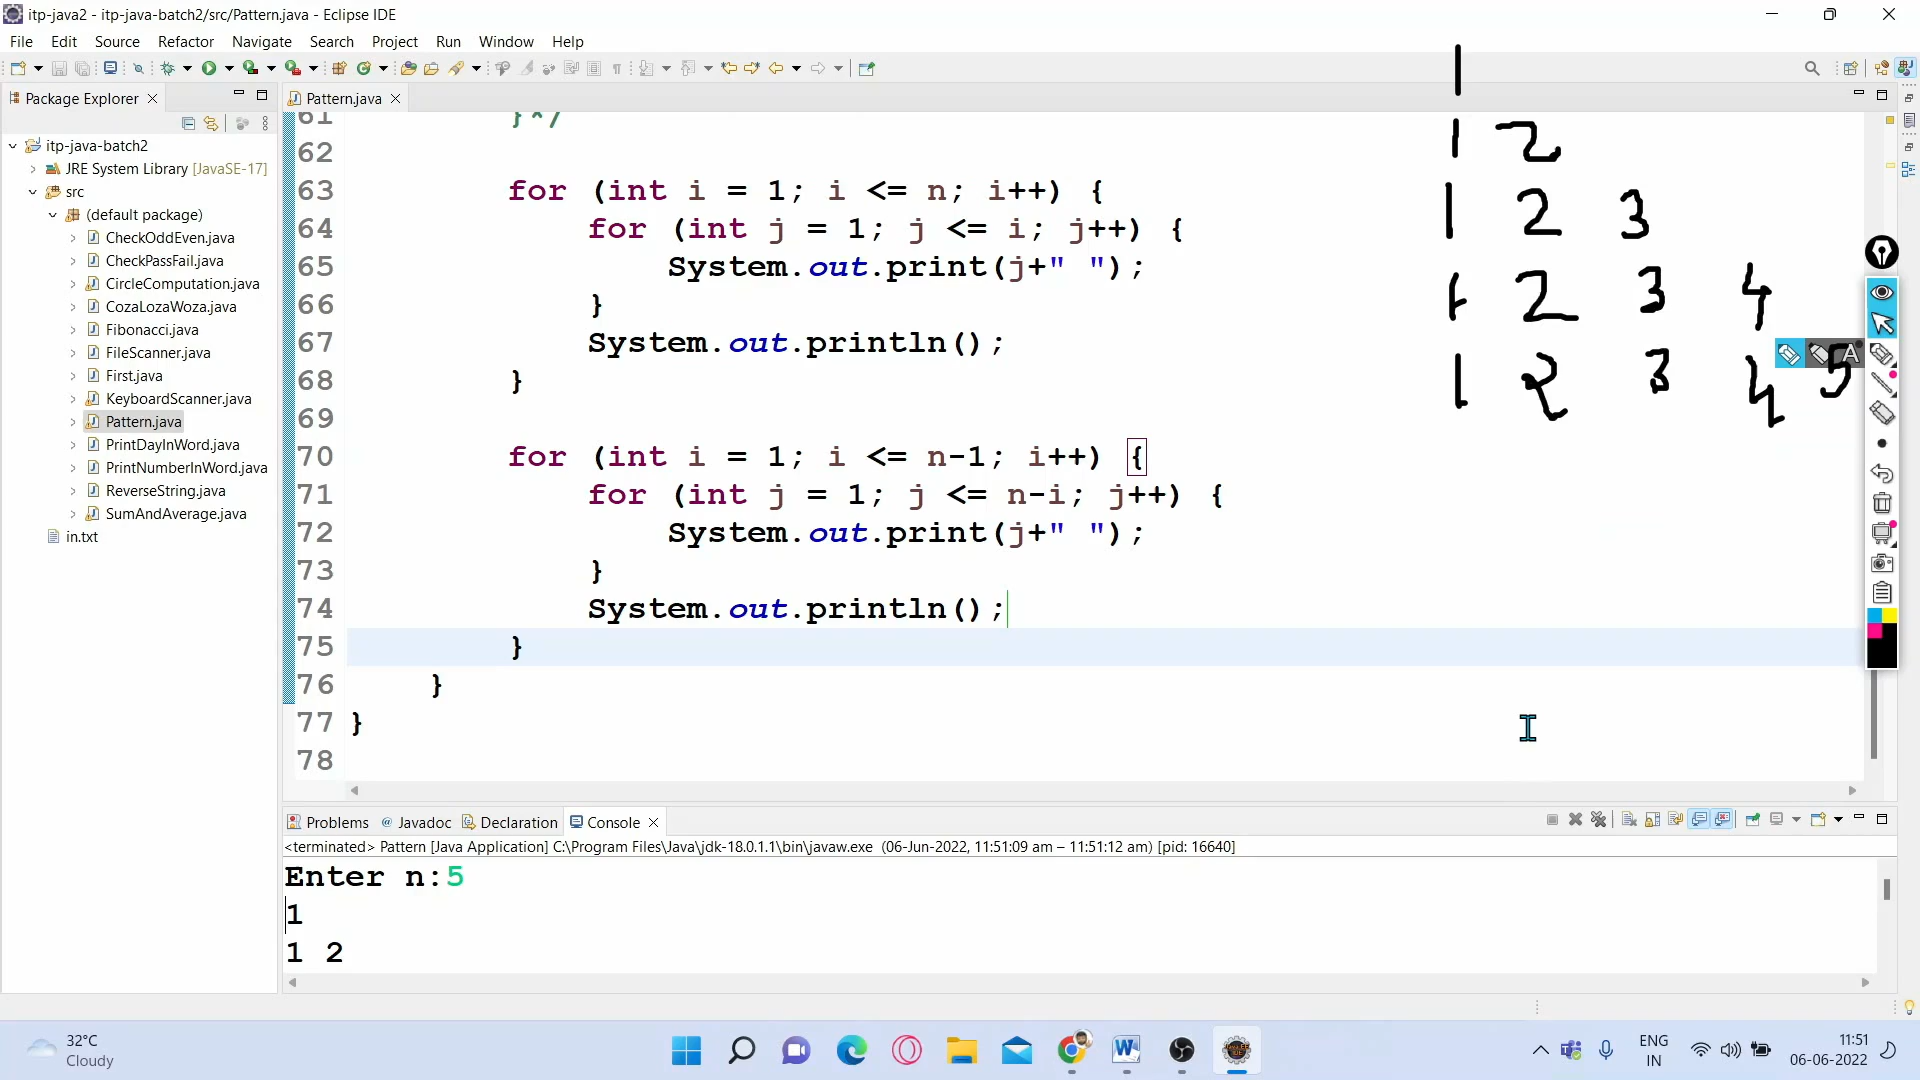 itp-java2 - itp-java-batch2/src/Pattern.java - Eclipse IDE
File Edit Source Refactor Navigate Search Project Run Window Help
Package Explorer
Pattern.java
itp-java-batch2
JRE System Library [JavaSE-17]
src
(default package)
CheckOddEven.java
CheckPassFail.java
CircleComputation.java
CozaLozaWoza.java
Fibonacci.java
FileScanner.java
First.java
KeyboardScanner.java
Pattern.java
PrintDayInWord.java
PrintNumberInWord.java
ReverseString.java
SumAndAverage.java
in.txt
61 }*/
62
63 for (int i = 1; i <= n; i++) {
64 for (int j = 1; j <= i; j++) {
65 System.out.print(j+" ");
66 }
67 System.out.println();
68 }
69
70 for (int i = 1; i <= n-1; i++) {
71 for (int j = 1; j <= n-i; j++) {
72 System.out.print(j+" ");
73 }
74 System.out.println();
75 }
76 }
77 }
78
1
1 2
1 2 3
1 2 3 4
1 2 3 4 5
A
Problems Javadoc Declaration Console
<terminated> Pattern [Java Application] C:\Program Files\Java\jdk-18.0.1.1\bin\javaw.exe (06-Jun-2022, 11:51:09 am – 11:51:12 am) [pid: 16640]
Enter n:5
1
1 2
32°C
Cloudy
ENG
IN
11:51
06-06-2022